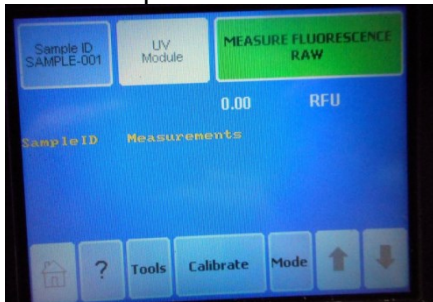 Sample ID
SAMPLE-001
UV
Module
MEASURE FLUORESCENCE
RAW
0.00 RFU
SampleID Measurements
? Tools Calibrate Mode